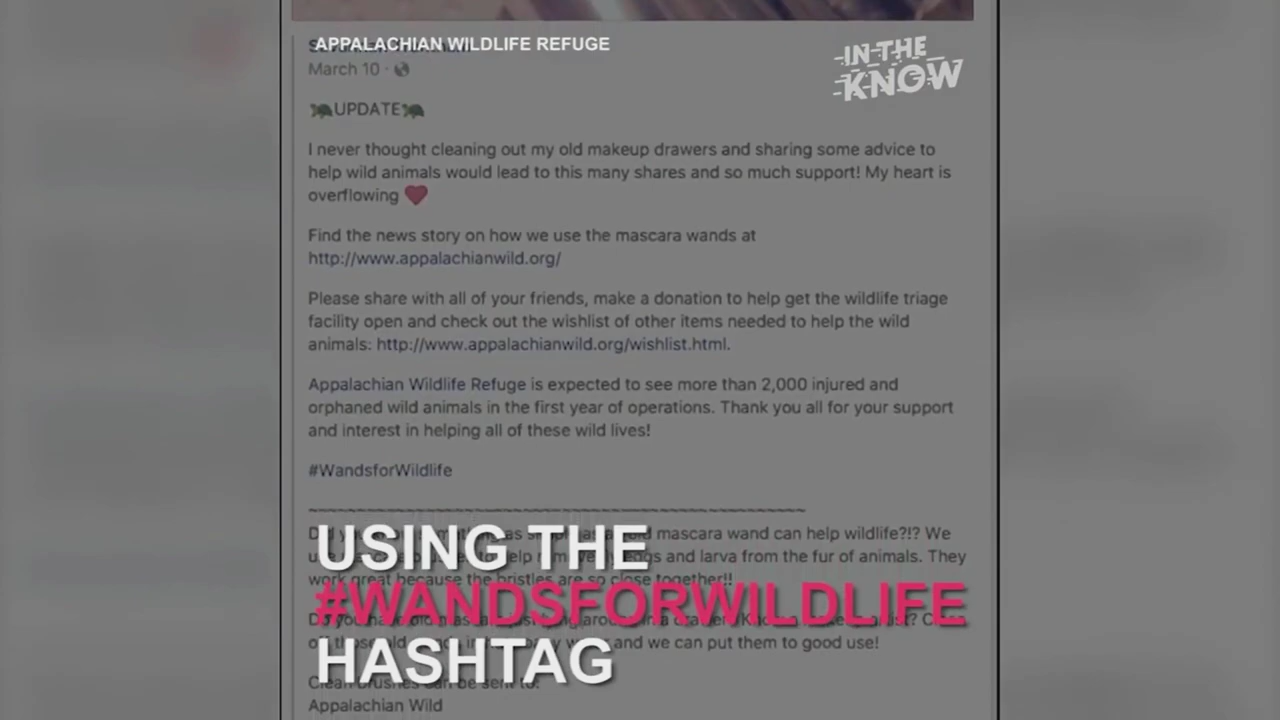 APPALACHIAN WILDLIFE REFUGE
IN THE
KNOW
March 10 ·
UPDATE
I never thought cleaning out my old makeup drawers and sharing some advice to
help wild animals would lead to this many shares and so much support! My heart is
overflowing
Find the news story on how we use the mascara wands at
http://www.appalachianwild.org/
Please share with all of your friends, make a donation to help get the wildlife triage
facility open and check out the wishlist of other items needed to help the wild
animals: http://www.appalachianwild.org/wishlist.html.
Appalachian Wildlife Refuge is expected to see more than 2,000 injured and
orphaned wild animals in the first year of operations. Thank you all for your support
and interest in helping all of these wild lives!
#WandsforWildlife
mascara wand can help wildlife?!? We
and larva from the fur of animals. They
work great because the bristles are so close together!!
and we can put them to good use!
USING THE
#WANDSFORWILDLIFE
HASHTAG
Clean brushes can be sent to:
Appalachian Wild